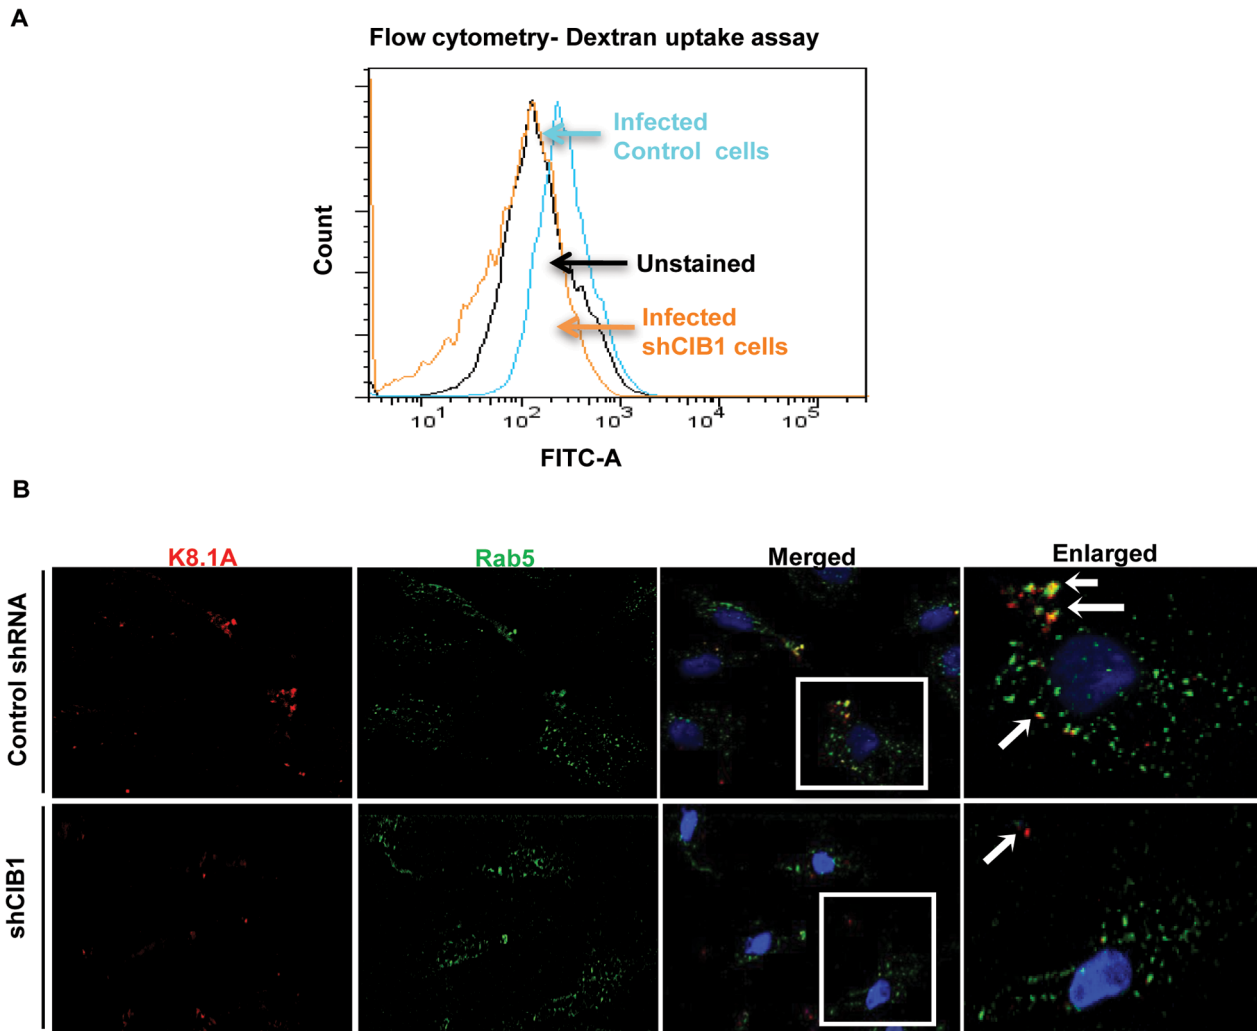 A
Flow cytometry- Dextran uptake assay
Infected
Control cells
Unstained
Infected
shCIB1 cells
Count
10¹ 10² 10³ 10⁴ 10⁵
FITC-A
B
K8.1A Rab5 Merged Enlarged
Control shRNA
shCIB1